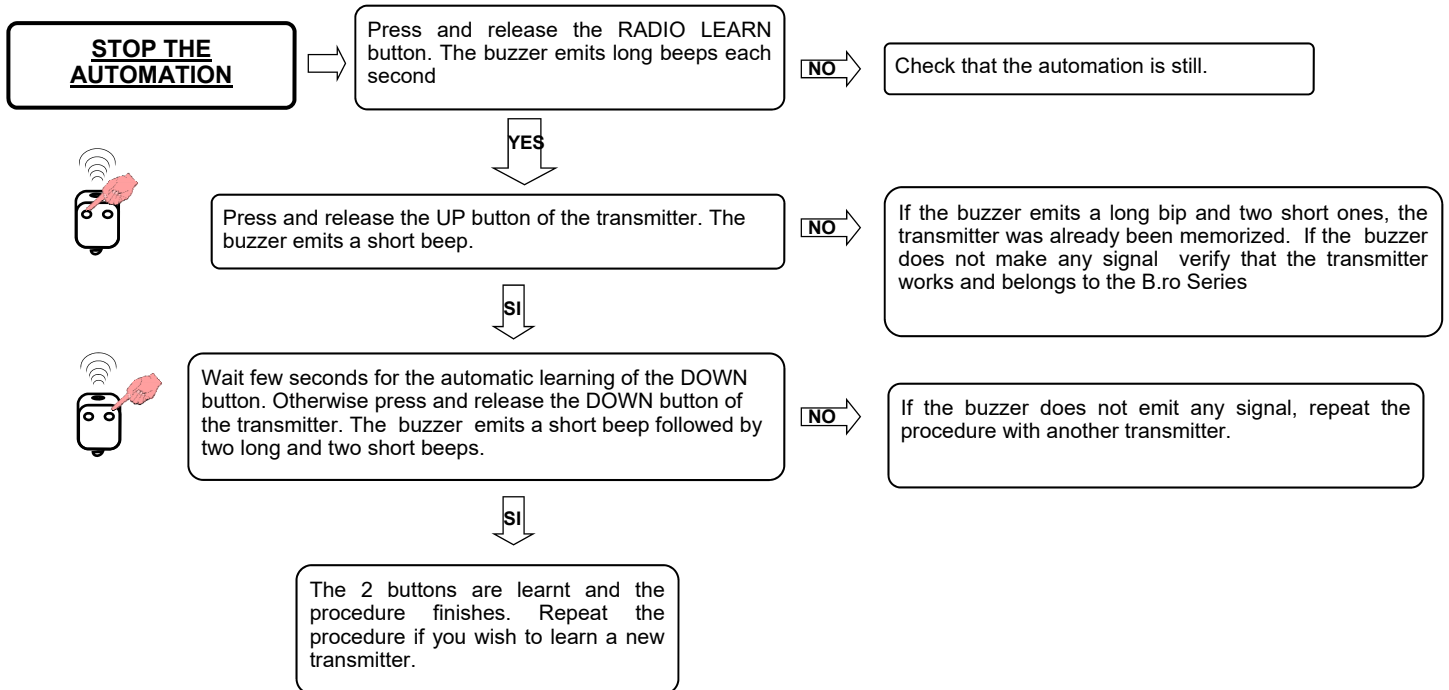 STOP THE
AUTOMATION
Press and release the RADIO LEARN
button. The buzzer emits long beeps each
second
NO
Check that the automation is still.
YES
Press and release the UP button of the transmitter. The
buzzer emits a short beep.
NO
If the buzzer emits a long bip and two short ones, the
transmitter was already been memorized. If the buzzer
does not make any signal verify that the transmitter
works and belongs to the B.ro Series
SI
Wait few seconds for the automatic learning of the DOWN
button. Otherwise press and release the DOWN button of
the transmitter. The buzzer emits a short beep followed by
two long and two short beeps.
NO
If the buzzer does not emit any signal, repeat the
procedure with another transmitter.
SI
The 2 buttons are learnt and the
procedure finishes. Repeat the
procedure if you wish to learn a new
transmitter.